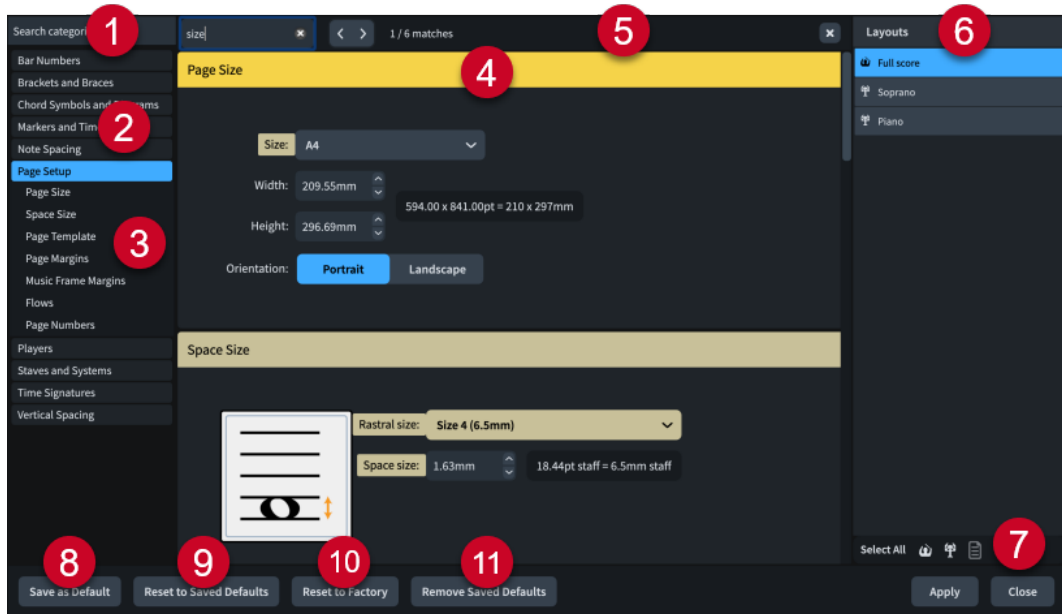 Search categori
1
size
1 / 6 matches
5
Layouts
6
Bar Numbers
Brackets and Braces
Chord Symbols and
ams
Markers and Tim
2
Note Spacing
Page Setup
Page Size
Space Size
Page Template
Page Margins
3
Music Frame Margins
Flows
Page Numbers
Players
Staves and Systems
Time Signatures
Vertical Spacing
Page Size
4
Size: A4
Width: 209.55mm
594.00 x 841.00pt = 210 x 297mm
Height: 296.69mm
Orientation: Portrait Landscape
Space Size
Rastral size: Size 4 (6.5mm)
Space size: 1.63mm 18.44pt staff = 6.5mm staff
Full score
Soprano
Piano
Select All
7
8
9
10
11
Save as Default
Reset to Saved Defaults
Reset to Factory
Remove Saved Defaults
Apply
Close